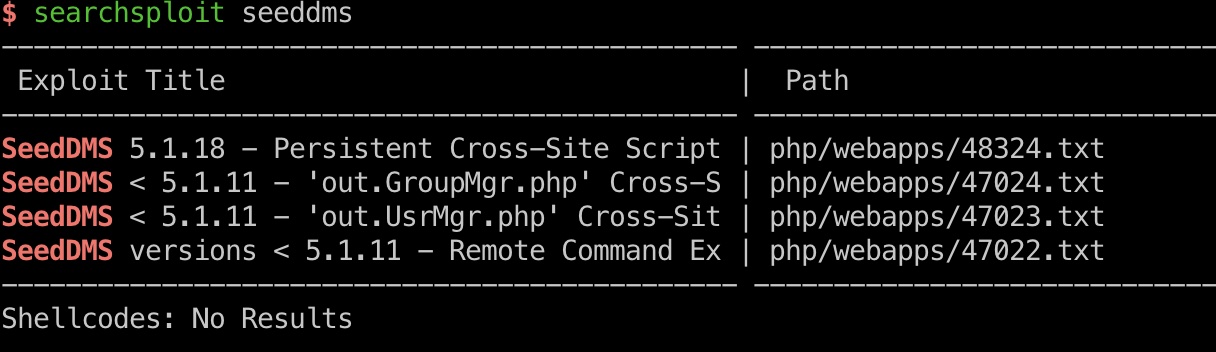 $ searchsploit seeddms
---------------------------------------------- ----------------------------
Exploit Title | Path
---------------------------------------------- ----------------------------
SeedDMS 5.1.18 - Persistent Cross-Site Script | php/webapps/48324.txt
SeedDMS < 5.1.11 - 'out.GroupMgr.php' Cross-S | php/webapps/47024.txt
SeedDMS < 5.1.11 - 'out.UsrMgr.php' Cross-Sit | php/webapps/47023.txt
SeedDMS versions < 5.1.11 - Remote Command Ex | php/webapps/47022.txt
---------------------------------------------- ----------------------------
Shellcodes: No Results